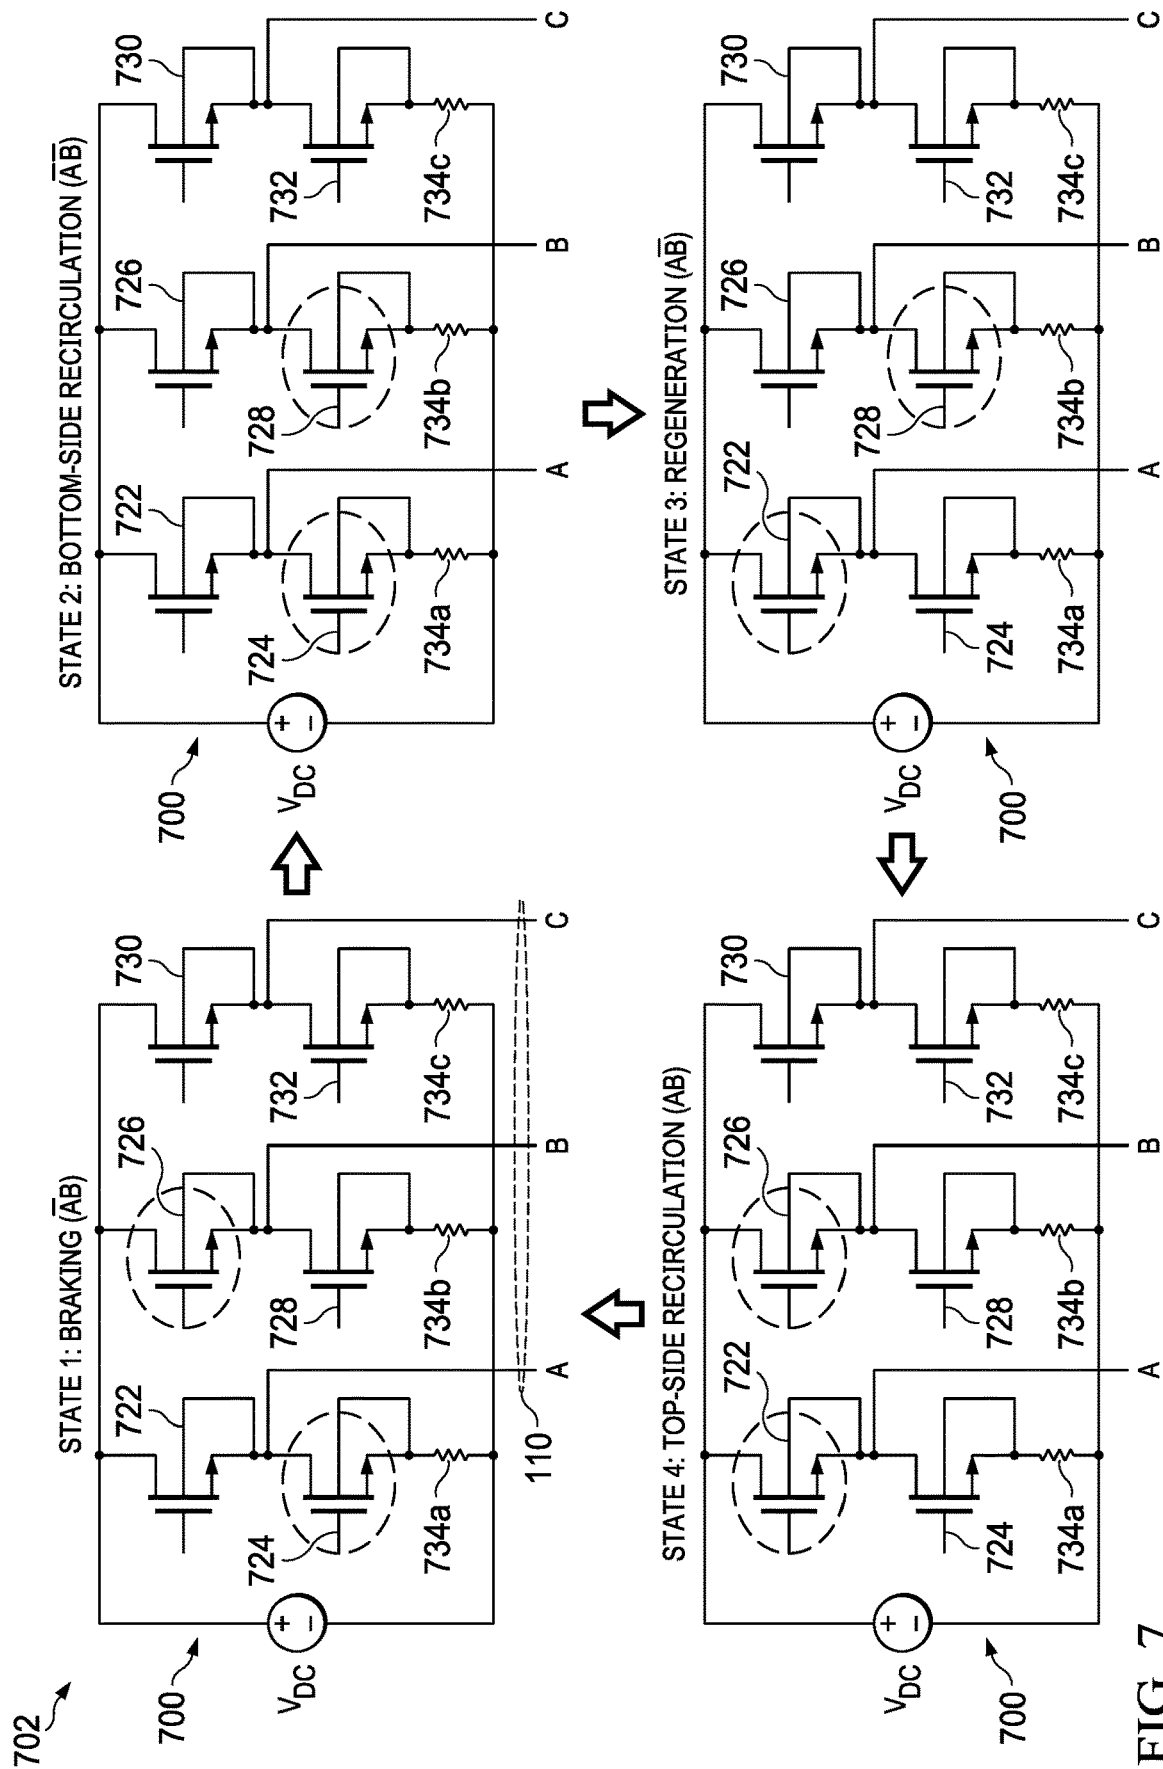 702
STATE 1: BRAKING (A̅B)
700
722
726
730
V_DC
+
−
724
728
732
734a
734b
734c
110
A
B
C
STATE 2: BOTTOM-SIDE RECIRCULATION (A̅B̅)
700
722
726
730
V_DC
+
−
724
728
732
734a
734b
734c
A
B
C
STATE 4: TOP-SIDE RECIRCULATION (AB)
722
726
730
V_DC
+
−
700
724
728
732
734a
734b
734c
A
B
C
STATE 3: REGENERATION (AB̅)
722
726
730
V_DC
+
−
700
724
728
732
734a
734b
734c
A
B
C
FIG. 7